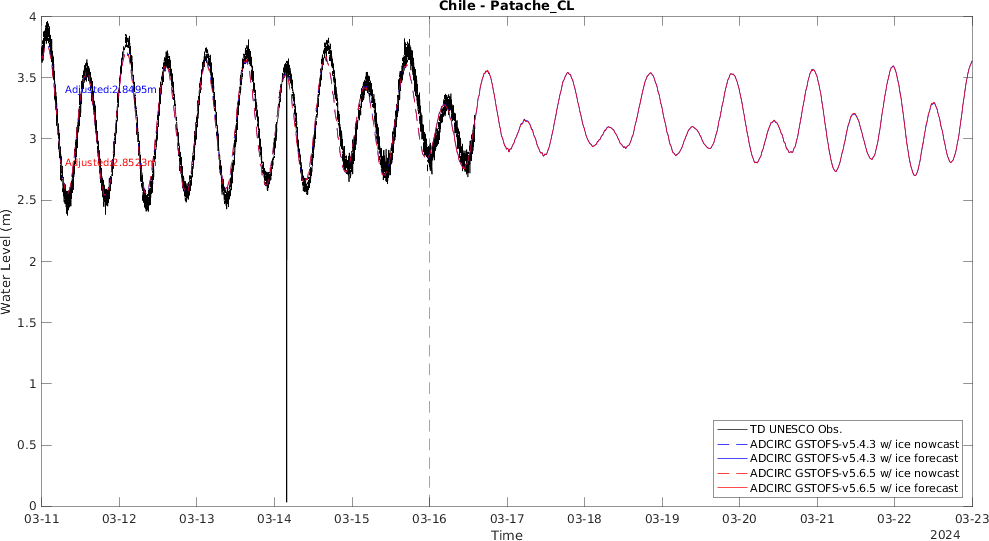 Chile - Patache_CL
4
3.5
3
2.5
2
1.5
1
0.5
0
Water Level (m)
Adjusted:2.8495m
Adjusted:2.8523m
TD UNESCO Obs.
ADCIRC GSTOFS-v5.4.3 w/ ice nowcast
ADCIRC GSTOFS-v5.4.3 w/ ice forecast
ADCIRC GSTOFS-v5.6.5 w/ ice nowcast
ADCIRC GSTOFS-v5.6.5 w/ ice forecast
03-11 03-12 03-13 03-14 03-15 03-16 03-17 03-18 03-19 03-20 03-21 03-22 03-23
Time
2024